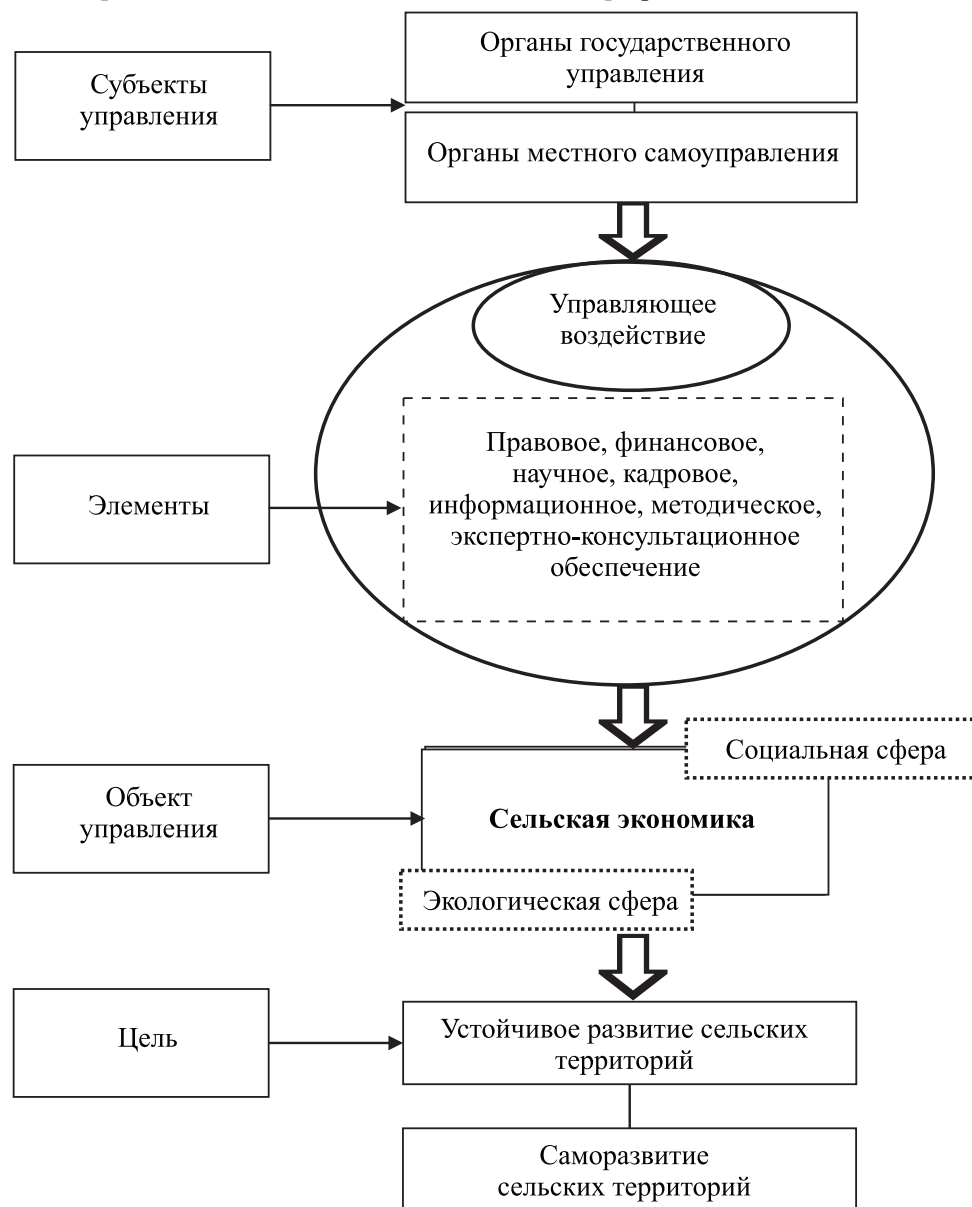 Органы государственного
управления
Субъекты
управления
Органы местного самоуправления
Управляющее
воздействие
Правовое, финансовое,
научное, кадровое,
информационное, методическое,
экспертно-консультационное
обеспечение
Элементы
Социальная сфера
Объект
управления
Сельская экономика
Экологическая сфера
Цель
Устойчивое развитие сельских
территорий
Саморазвитие
сельских территорий